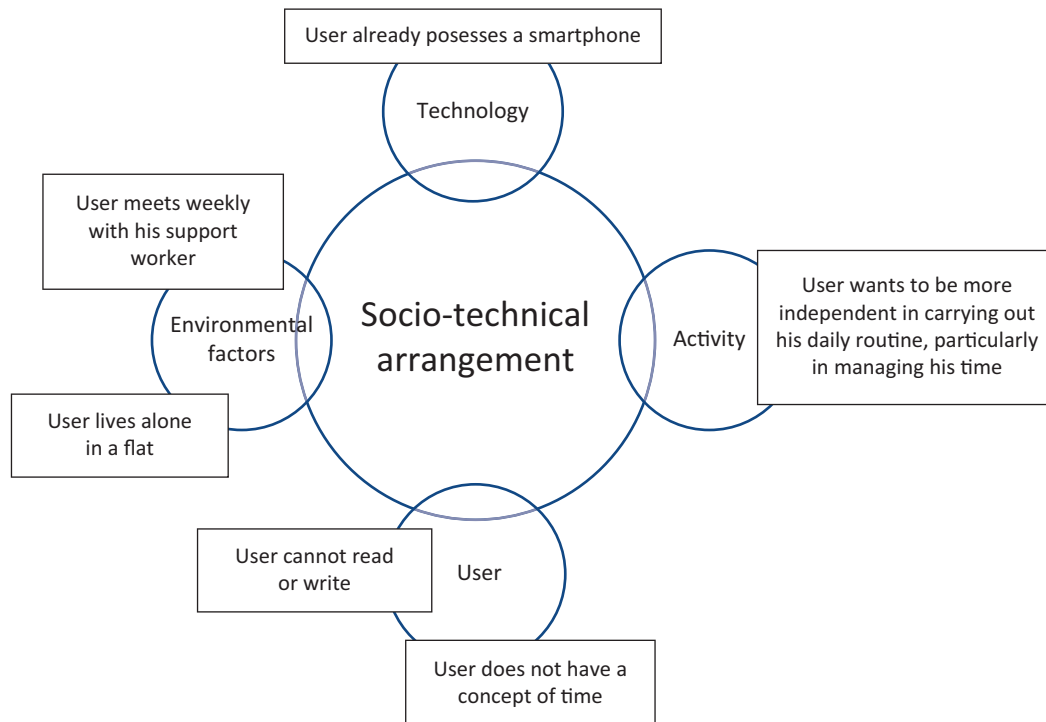 User already posesses a smartphone
Technology
User meets weekly
with his support
worker
Environmental
factors
User lives alone
in a flat
Socio-technical
arrangement
Activity
User wants to be more
independent in carrying out
his daily routine, particularly
in managing his time
User cannot read
or write
User
User does not have a
concept of time